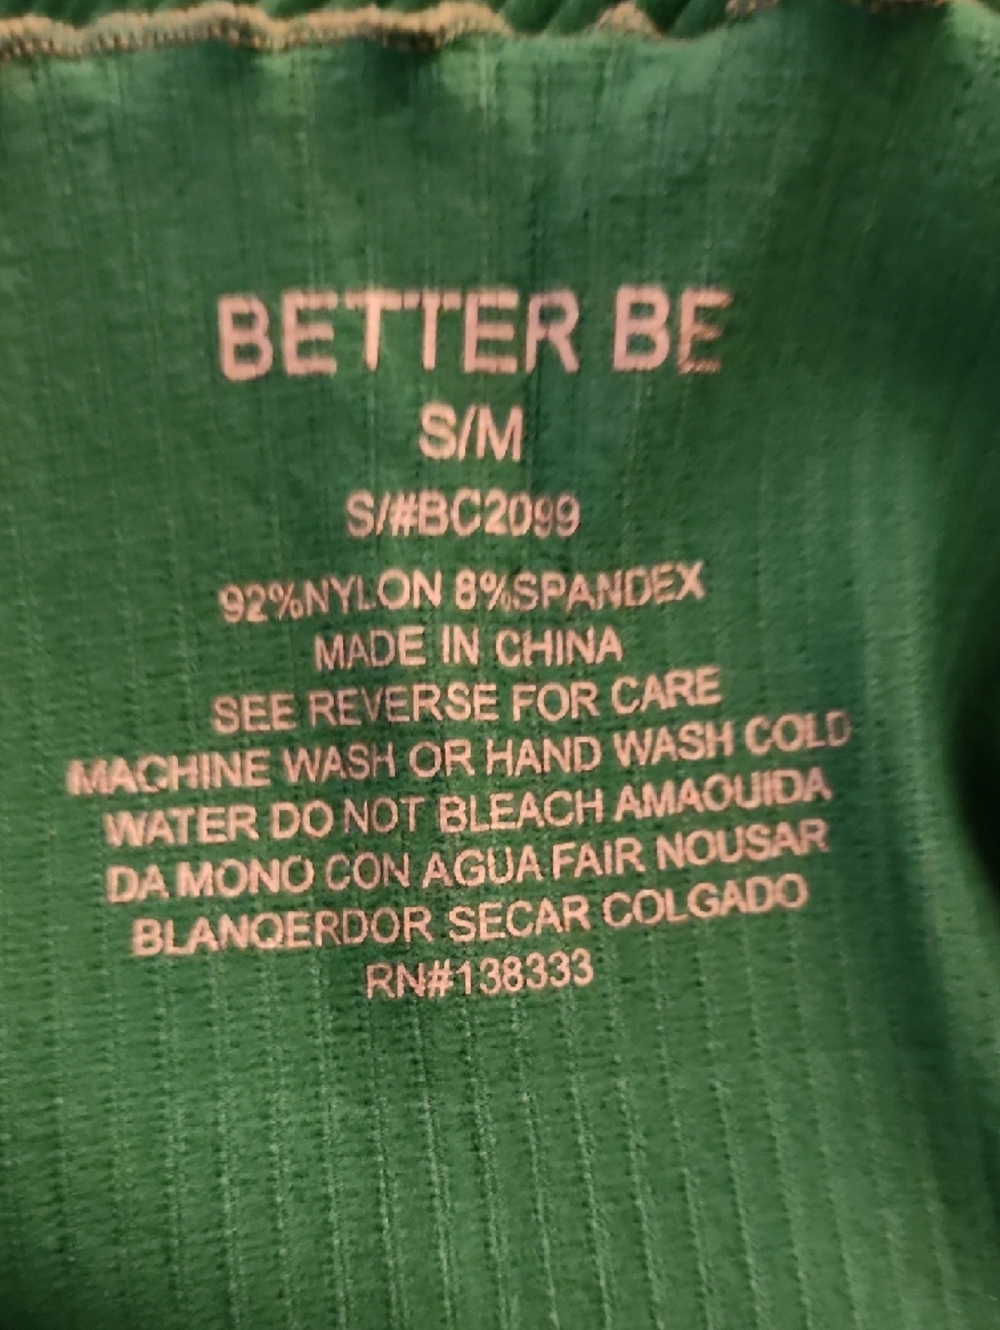 BETTER BE
S/M
S/#BC2099
92%NYLON 8%SPANDEX
MADE IN CHINA
SEE REVERSE FOR CARE
MACHINE WASH OR HAND WASH COLD
WATER DO NOT BLEACH AMAOUIDA
DA MONO CON AGUA FAIR NOUSAR
BLANQERDOR SECAR COLGADO
RN#138333